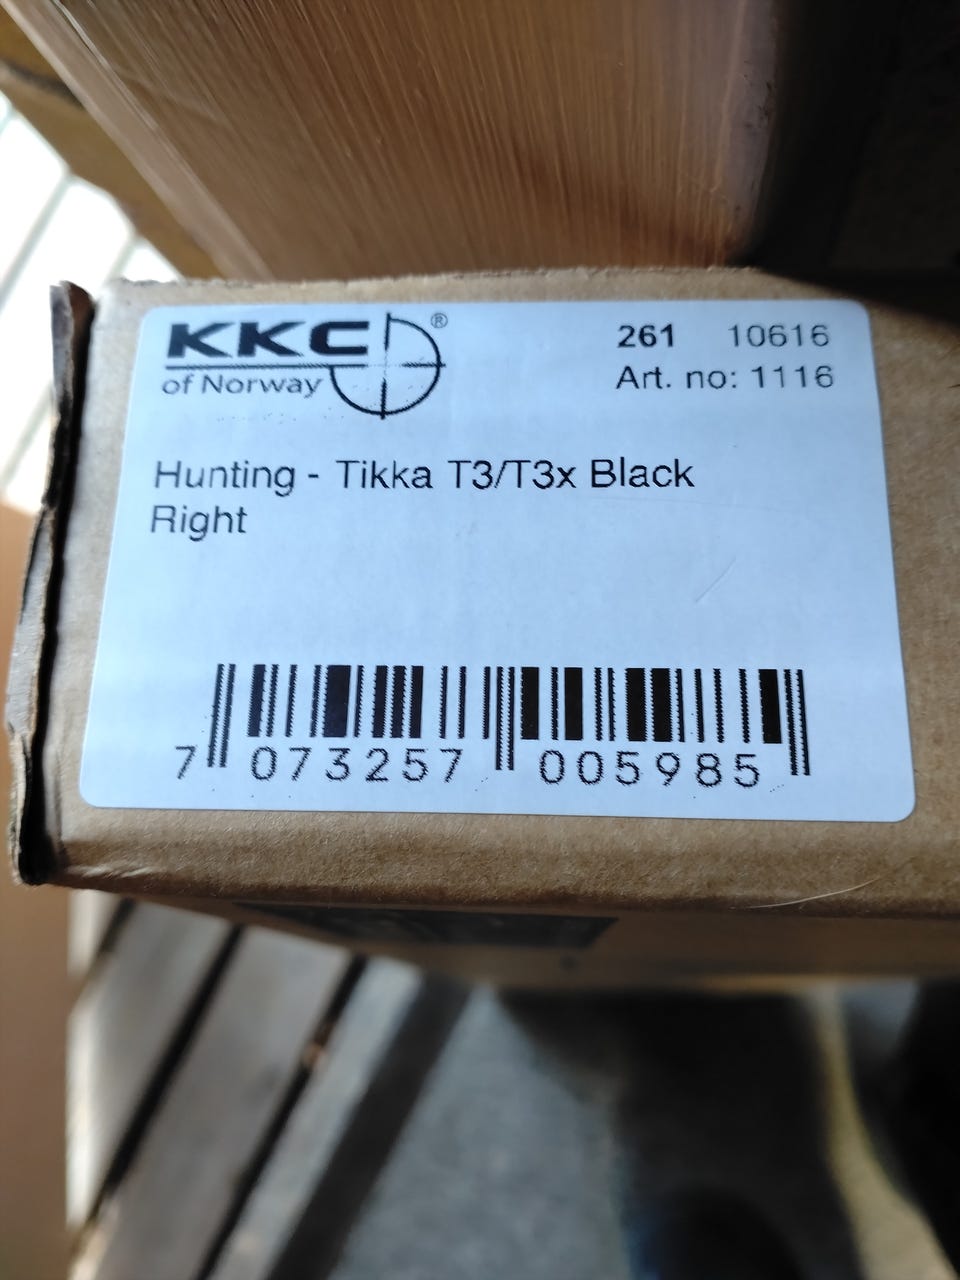 KKC®
of Norway
261 10616
Art. no: 1116
Hunting - Tikka T3/T3x Black
Right
7 073257 005985